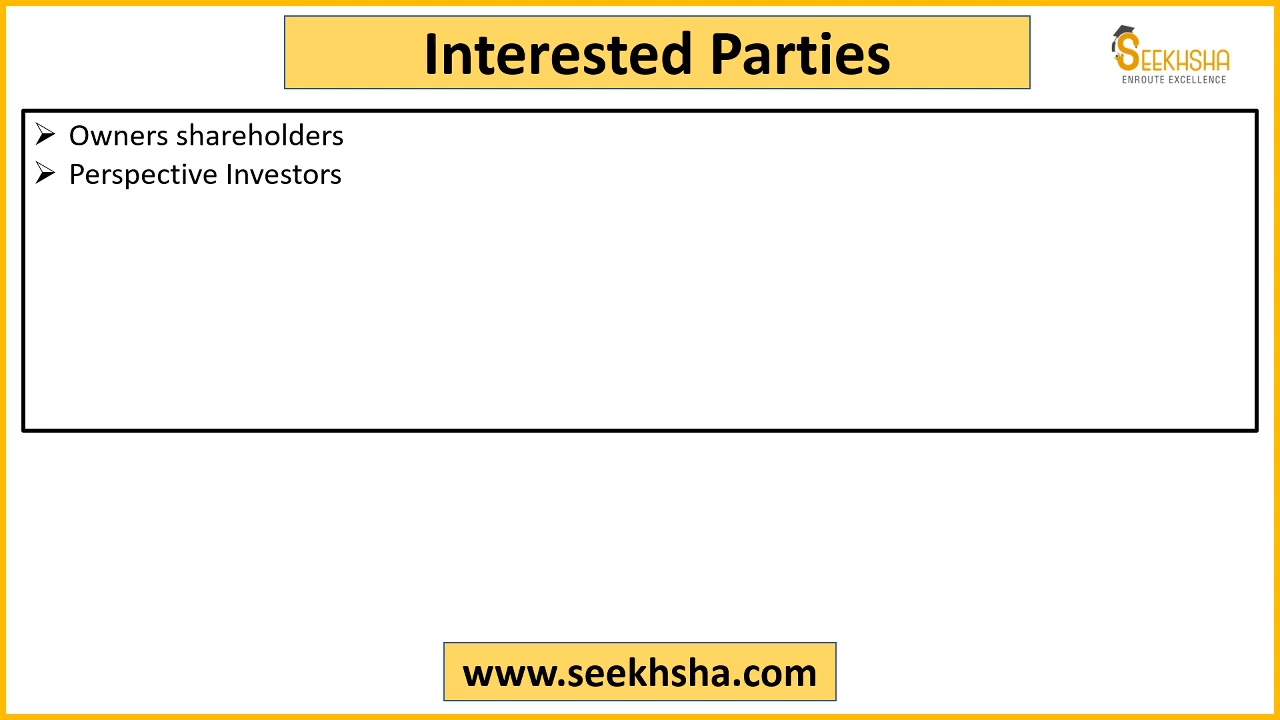 Interested Parties
SEEKHSHA
ENROUTE EXCELLENCE
➢ Owners shareholders
➢ Perspective Investors
www.seekhsha.com